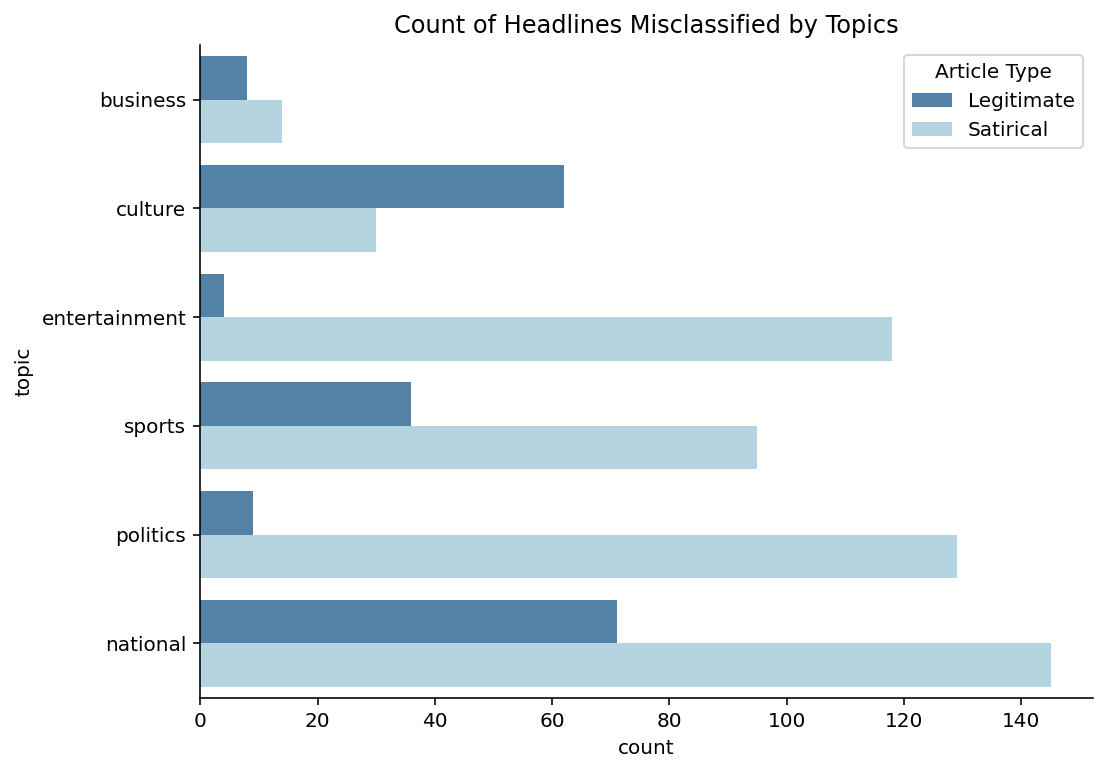 Count of Headlines Misclassified by Topics
Article Type
Legitimate
Satirical
business
culture
entertainment
sports
politics
national
topic
0 20 40 60 80 100 120 140
count